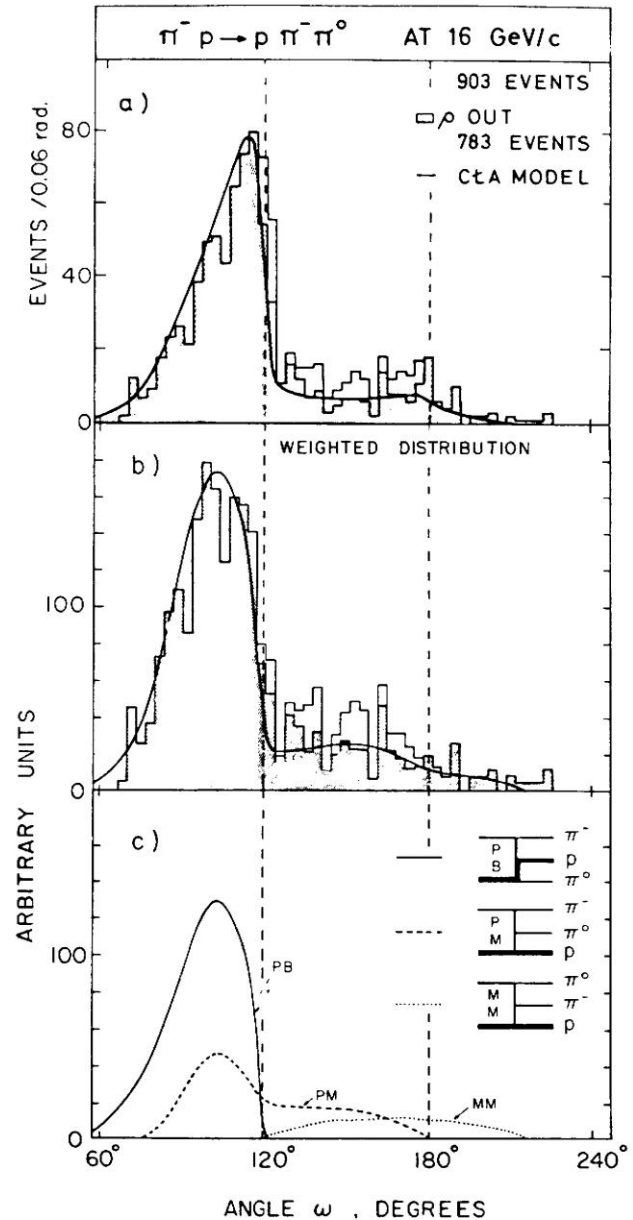 π⁻ p → p π⁻ π⁰ AT 16 GeV/c
a)
903 EVENTS
ρ OUT
783 EVENTS
CŁA MODEL
EVENTS / 0.06 rad.
80
40
0
b)
WEIGHTED DISTRIBUTION
100
0
ARBITRARY UNITS
c)
P B π⁻ p π⁰
P M π⁻ π⁰ p
M M π⁰ π⁻ p
100
0
PB
PM
MM
60° 120° 180° 240°
ANGLE ω , DEGREES